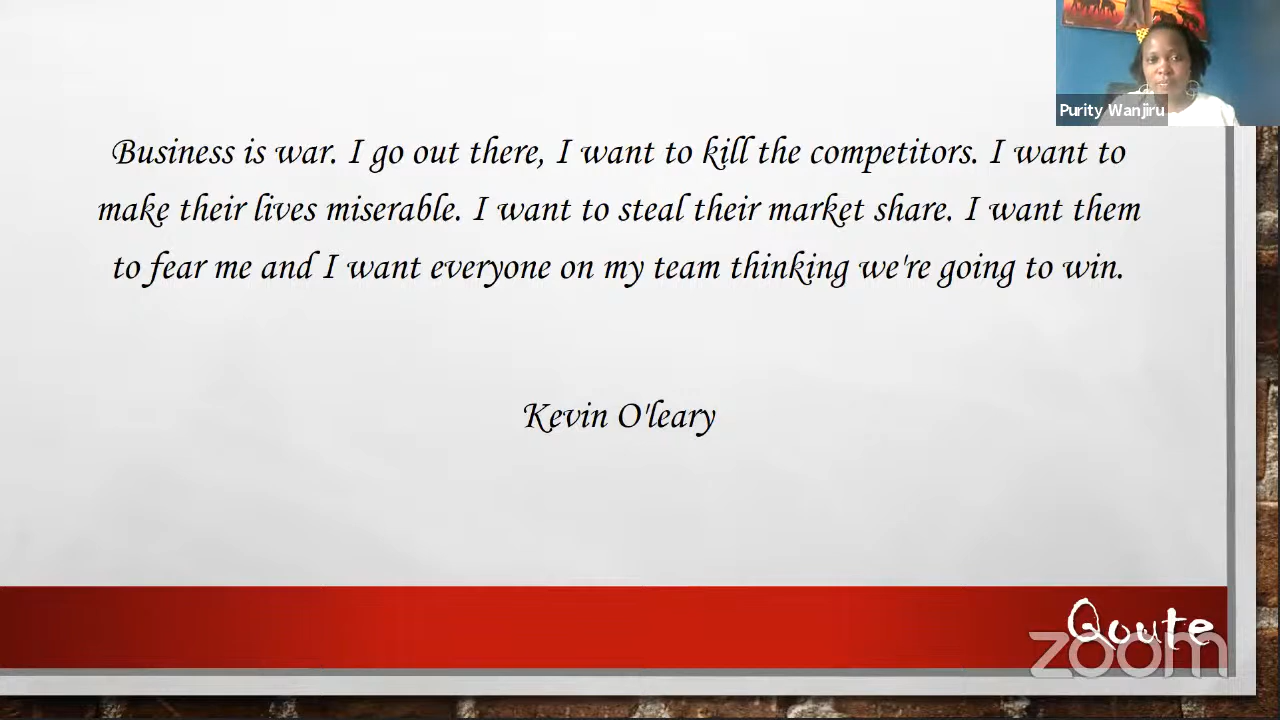 Purity Wanjiru
Business is war. I go out there, I want to kill the competitors. I want to
make their lives miserable. I want to steal their market share. I want them
to fear me and I want everyone on my team thinking we're going to win.
Kevin O'leary
Qoute
zoom